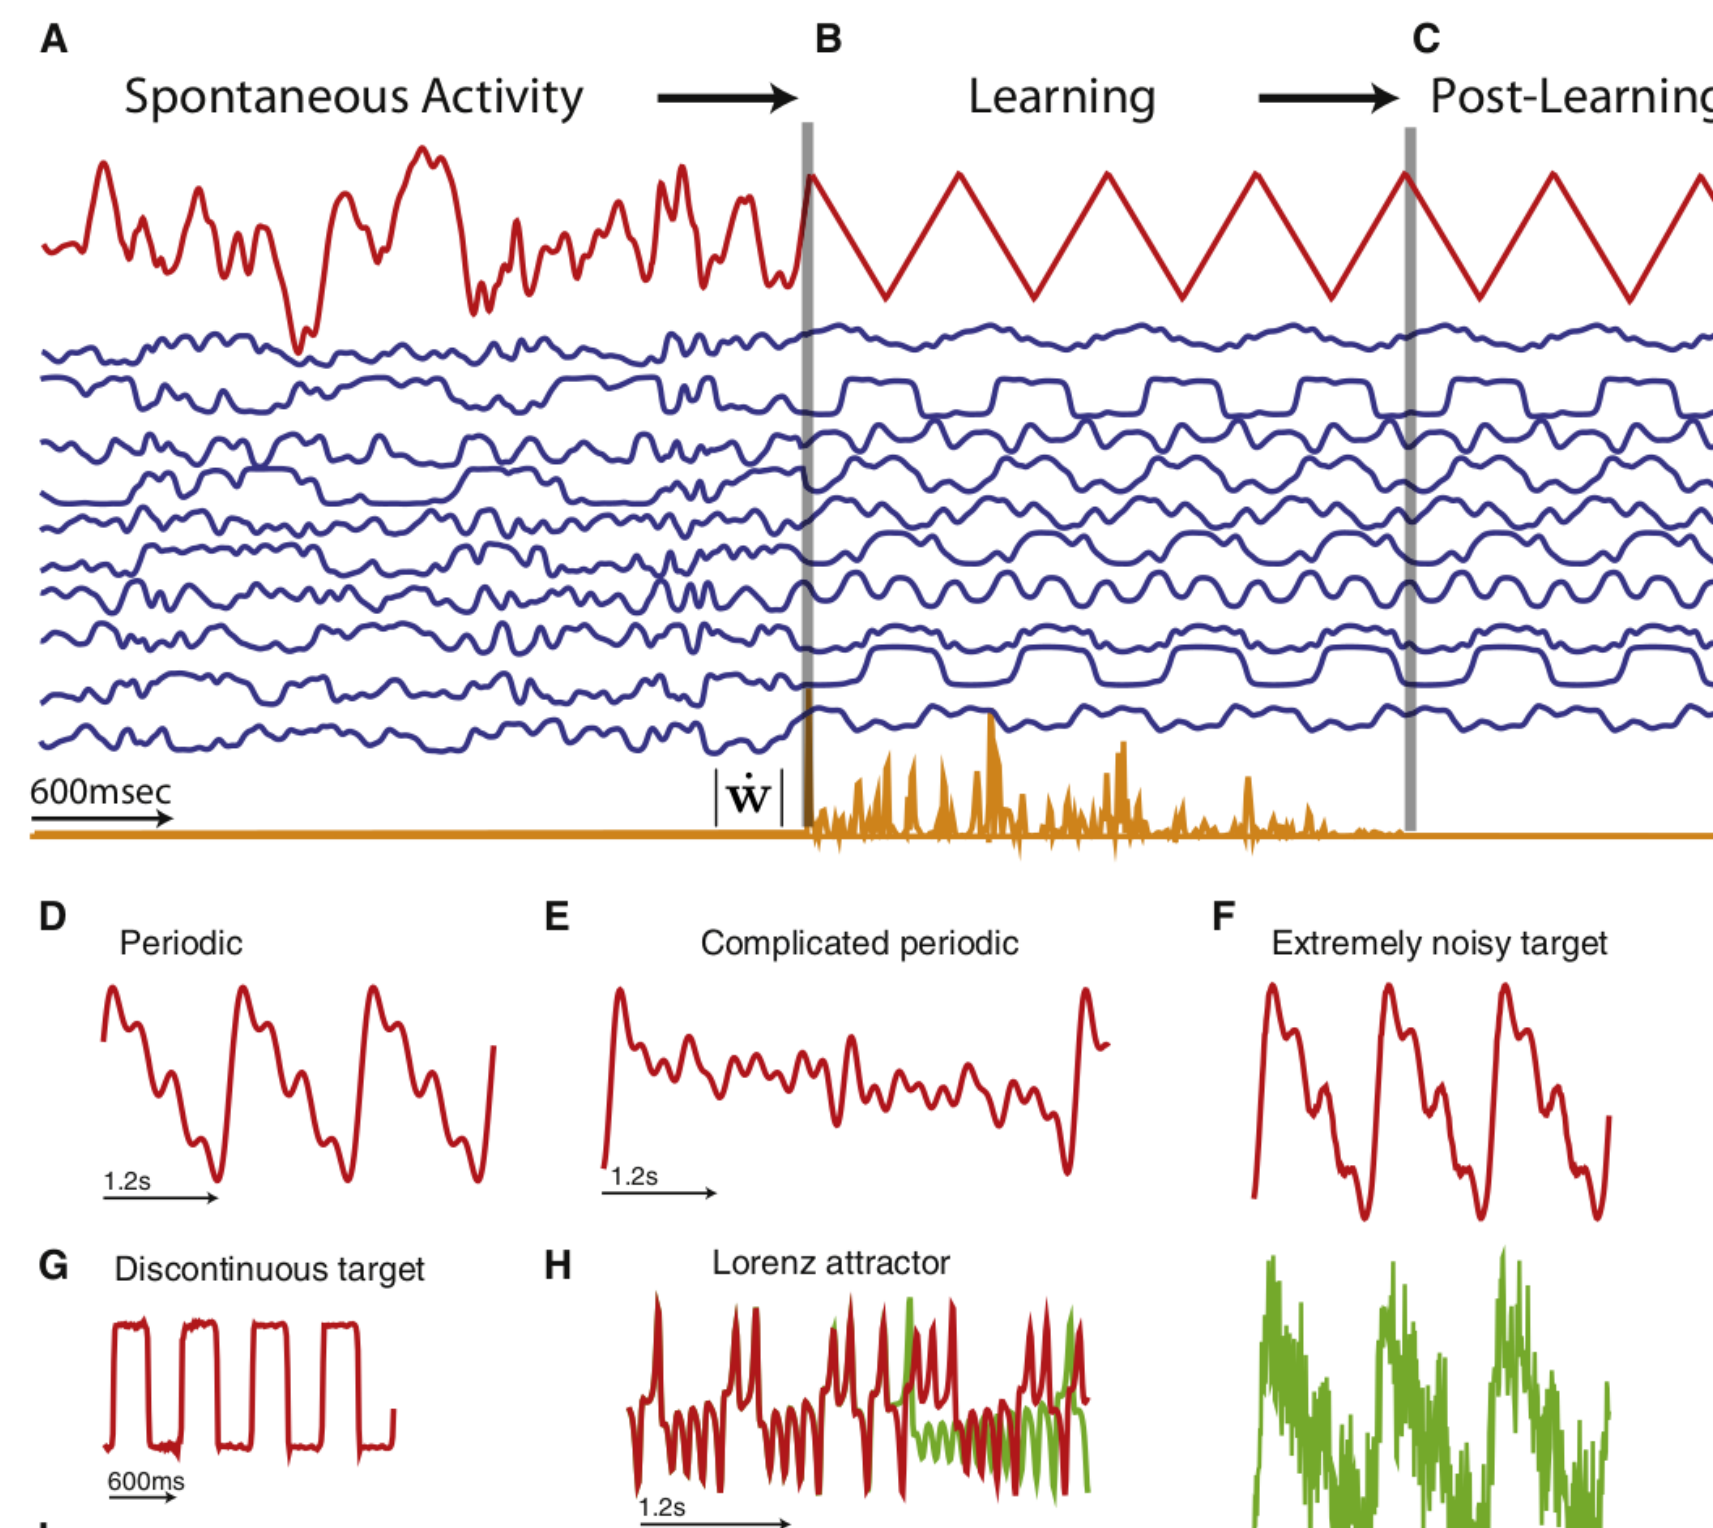 A
B
C
Spontaneous Activity
Learning
Post-Learning
600msec
|ẇ|
D
E
F
Periodic
Complicated periodic
Extremely noisy target
1.2s
1.2s
G
H
Discontinuous target
Lorenz attractor
600ms
1.2s